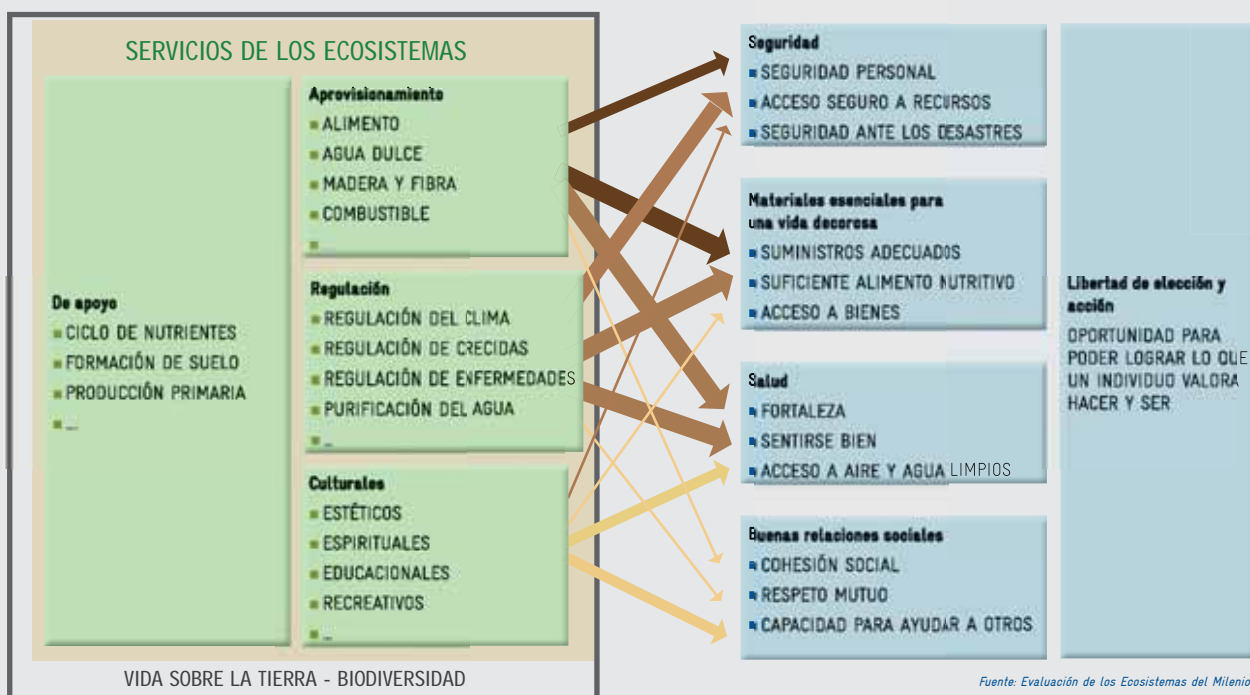 SERVICIOS DE LOS ECOSISTEMAS
De apoyo
CICLO DE NUTRIENTES
FORMACIÓN DE SUELO
PRODUCCIÓN PRIMARIA
...
Aprovisionamiento
ALIMENTO
AGUA DULCE
MADERA Y FIBRA
COMBUSTIBLE
...
Regulación
REGULACIÓN DEL CLIMA
REGULACIÓN DE CRECIDAS
REGULACIÓN DE ENFERMEDADES
PURIFICACIÓN DEL AGUA
...
Culturales
ESTÉTICOS
ESPIRITUALES
EDUCACIONALES
RECREATIVOS
...
VIDA SOBRE LA TIERRA - BIODIVERSIDAD
Seguridad
SEGURIDAD PERSONAL
ACCESO SEGURO A RECURSOS
SEGURIDAD ANTE LOS DESASTRES
Materiales esenciales para
una vida decorosa
SUMINISTROS ADECUADOS
SUFICIENTE ALIMENTO NUTRITIVO
ACCESO A BIENES
Salud
FORTALEZA
SENTIRSE BIEN
ACCESO A AIRE Y AGUA LIMPIOS
Buenas relaciones sociales
COHESIÓN SOCIAL
RESPETO MUTUO
CAPACIDAD PARA AYUDAR A OTROS
Libertad de elección y
acción
OPORTUNIDAD PARA
PODER LOGRAR LO QUE
UN INDIVIDUO VALORA
HACER Y SER
Fuente: Evaluación de los Ecosistemas del Milenio